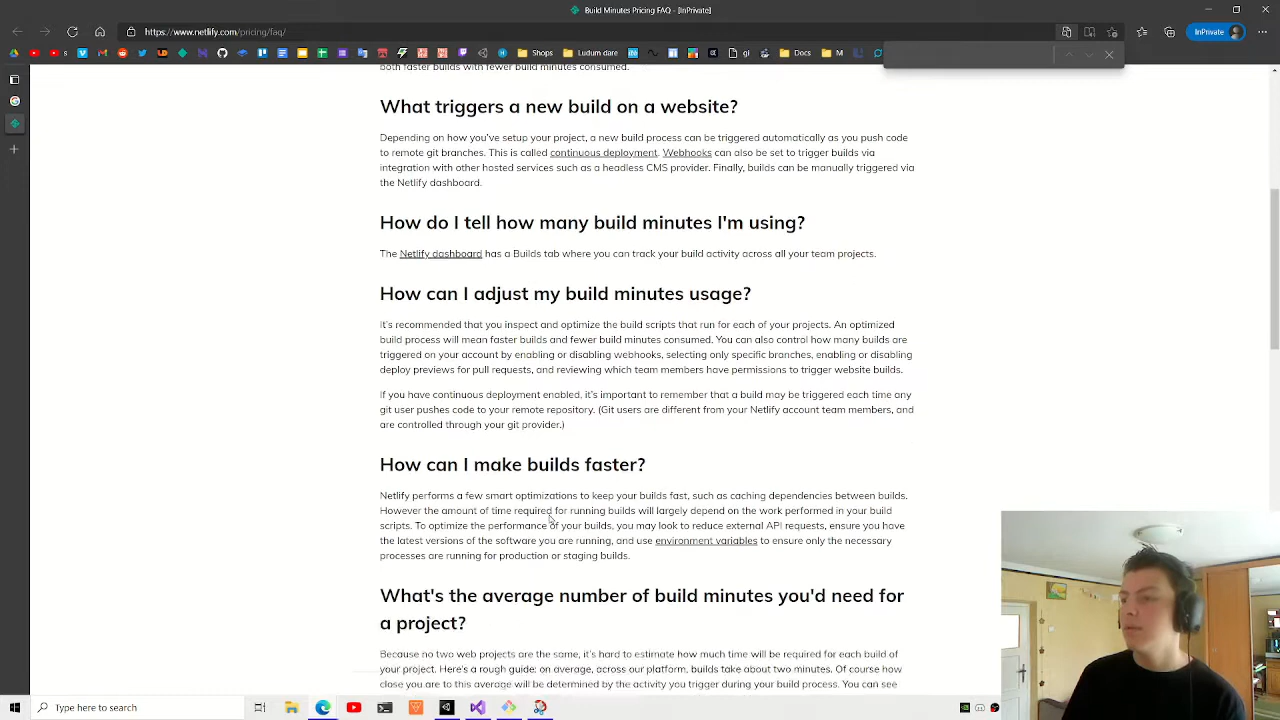 Build Minutes Pricing FAQ - [InPrivate]
https://www.netlify.com/pricing/faq/
InPrivate
s
Shops
Ludum dare
Docs
M
both faster builds with fewer build minutes consumed.
What triggers a new build on a website?
Depending on how you've setup your project, a new build process can be triggered automatically as you push code
to remote git branches. This is called continuous deployment. Webhooks can also be set to trigger builds via
integration with other hosted services such as a headless CMS provider. Finally, builds can be manually triggered via
the Netlify dashboard.
How do I tell how many build minutes I'm using?
The Netlify dashboard has a Builds tab where you can track your build activity across all your team projects.
How can I adjust my build minutes usage?
It's recommended that you inspect and optimize the build scripts that run for each of your projects. An optimized
build process will mean faster builds and fewer build minutes consumed. You can also control how many builds are
triggered on your account by enabling or disabling webhooks, selecting only specific branches, enabling or disabling
deploy previews for pull requests, and reviewing which team members have permissions to trigger website builds.
If you have continuous deployment enabled, it's important to remember that a build may be triggered each time any
git user pushes code to your remote repository. (Git users are different from your Netlify account team members, and
are controlled through your git provider.)
How can I make builds faster?
Netlify performs a few smart optimizations to keep your builds fast, such as caching dependencies between builds.
However the amount of time required for running builds will largely depend on the work performed in your build
scripts. To optimize the performance of your builds, you may look to reduce external API requests, ensure you have
the latest versions of the software you are running, and use environment variables to ensure only the necessary
processes are running for production or staging builds.
What's the average number of build minutes you'd need for
a project?
Because no two web projects are the same, it's hard to estimate how much time will be required for each build of
your project. Here's a rough guide: on average, across our platform, builds take about two minutes. Of course how
close you are to this average will be determined by the activity you trigger during your build process. You can see
Type here to search